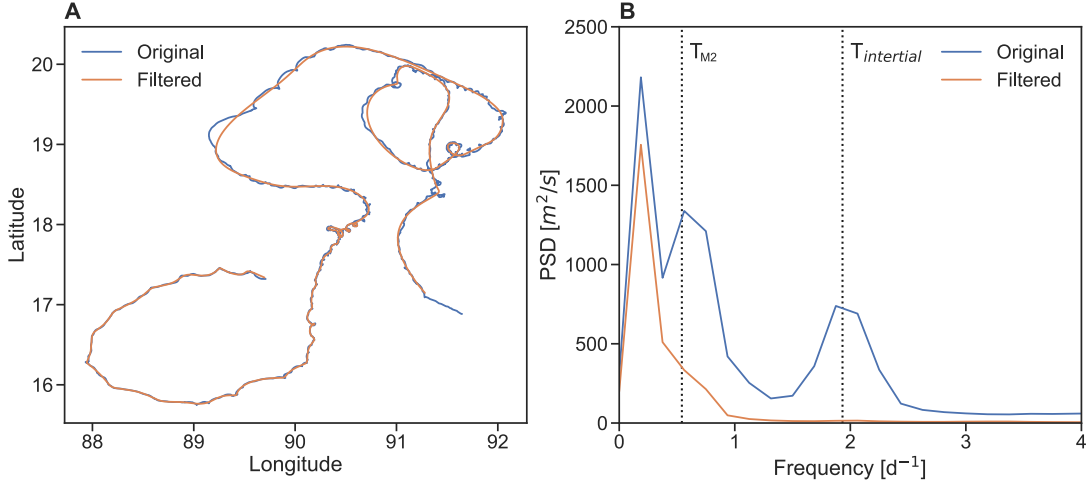 A
Original
Filtered
20
19
18
17
16
Latitude
88
89
90
91
92
Longitude
B
T_M2
T_intertial
Original
Filtered
2500
2000
1500
1000
500
0
PSD [m²/s]
0
1
2
3
4
Frequency [d⁻¹]